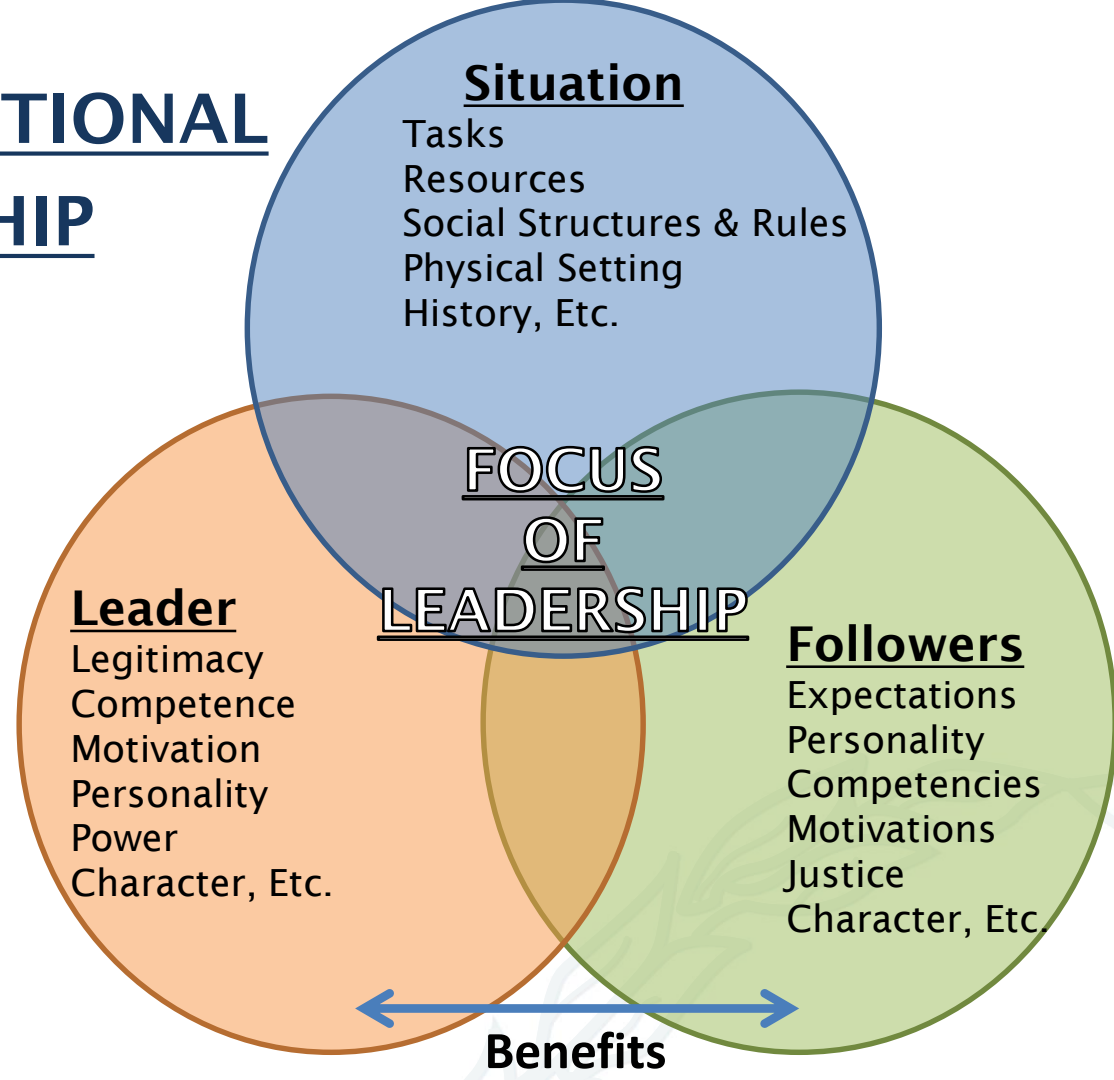 TIONAL
HIP
Situation
Tasks
Resources
Social Structures & Rules
Physical Setting
History, Etc.
FOCUS
OF
LEADERSHIP
Leader
Legitimacy
Competence
Motivation
Personality
Power
Character, Etc.
Followers
Expectations
Personality
Competencies
Motivations
Justice
Character, Etc.
Benefits